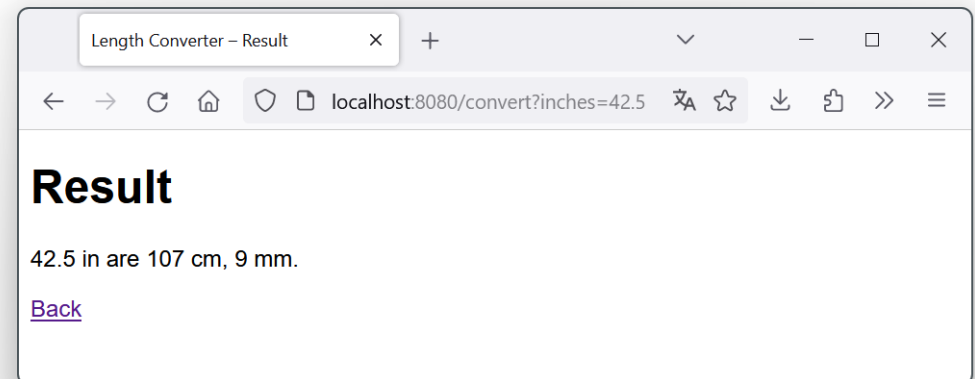 Length Converter – Result
localhost:8080/convert?inches=42.5
Result
42.5 in are 107 cm, 9 mm.
Back